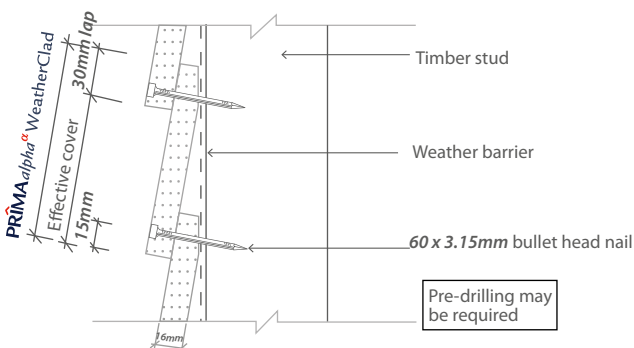 PRIMAalphaα WeatherClad
Effective cover
30mm lap
15mm
Timber stud
Weather barrier
60 x 3.15mm bullet head nail
Pre-drilling may
be required
16mm